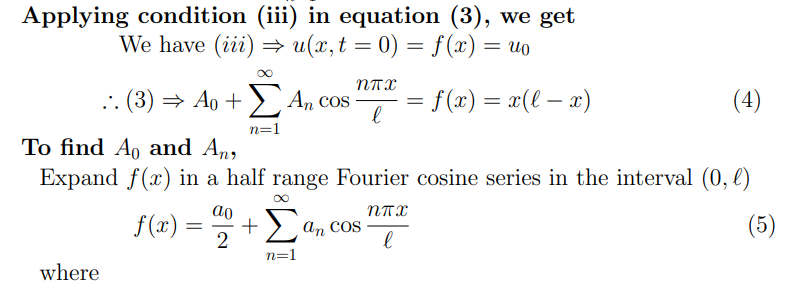 Applying condition (iii) in equation (3), we get
We have (iii) ⇒ u(x, t = 0) = f(x) = u₀
∴ (3) ⇒ A₀ + ∑_{n=1}^{∞} Aₙ cos nπx/ℓ = f(x) = x(ℓ − x) (4)
To find A₀ and Aₙ,
Expand f(x) in a half range Fourier cosine series in the interval (0, ℓ)
f(x) = a₀/2 + ∑_{n=1}^{∞} aₙ cos nπx/ℓ (5)
where